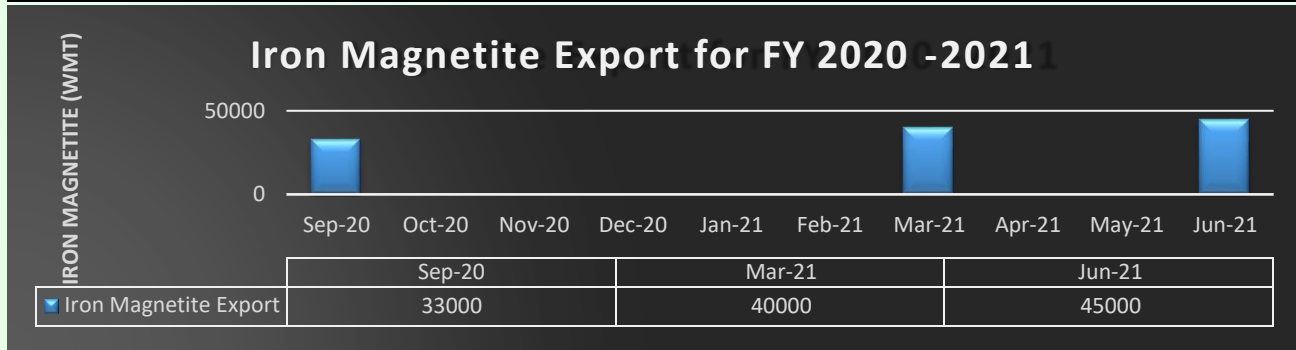 Iron Magnetite Export for FY 2020 -2021
IRON MAGNETITE (WMT)
50000
0
Sep-20 Oct-20 Nov-20 Dec-20 Jan-21 Feb-21 Mar-21 Apr-21 May-21 Jun-21
Sep-20 Mar-21 Jun-21
Iron Magnetite Export 33000 40000 45000